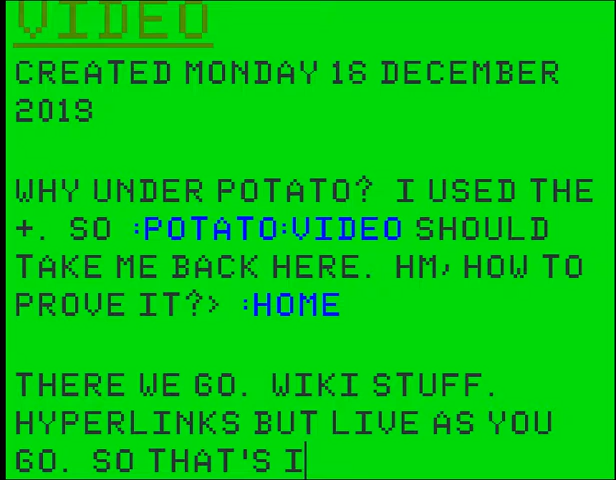 VIDEO
CREATED MONDAY 16 DECEMBER
2019

WHY UNDER POTATO?  I USED THE
+.  SO :POTATO:VIDEO SHOULD
TAKE ME BACK HERE.  HM, HOW TO
PROVE IT?> :HOME

THERE WE GO.  WIKI STUFF.
HYPERLINKS BUT LIVE AS YOU
GO.  SO THAT'S I